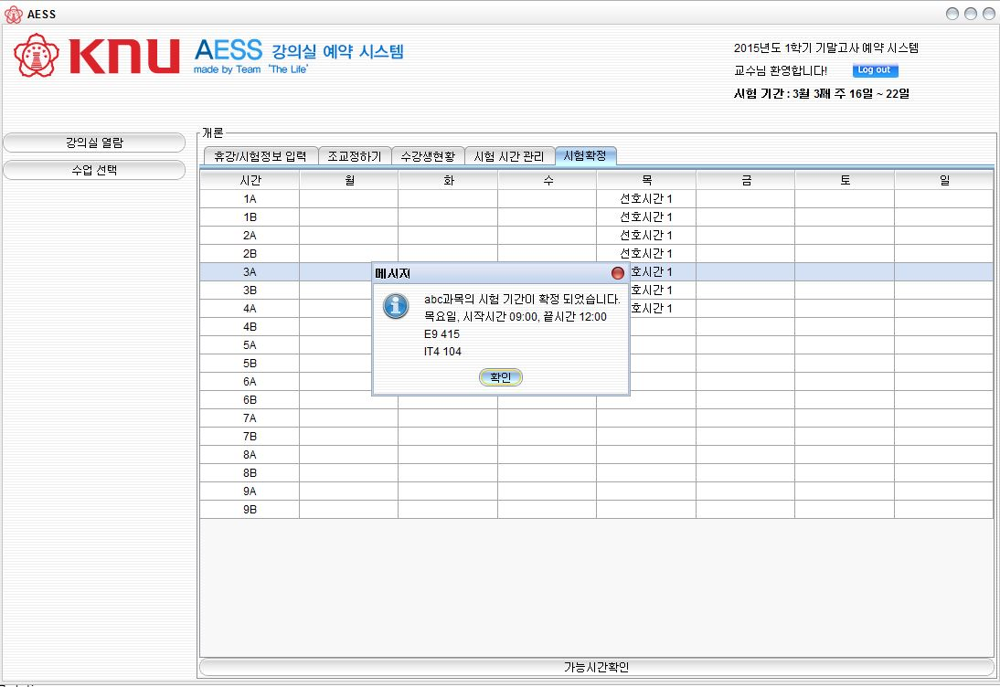 AESS
KNU AESS 강의실 예약 시스템
made by Team 'The Life'
2015년도 1학기 기말고사 예약 시스템
교수님 환영합니다! Log out
시험 기간 : 3월 3째 주 16일 ~ 22일
강의실 열람
수업 선택
개론
휴강/시험정보 입력 조교정하기 수강생현황 시험 시간 관리 시험확정
시간 월 화 수 목 금 토 일
1A 선호시간 1
1B 선호시간 1
2A 선호시간 1
2B 선호시간 1
3A 호시간 1
3B 호시간 1
4A 호시간 1
4B
5A
5B
6A
6B
7A
7B
8A
8B
9A
9B
메시지
abc과목의 시험 기간이 확정 되었습니다.
목요일, 시작시간 09:00, 끝시간 12:00
E9 415
IT4 104
확인
가능시간확인